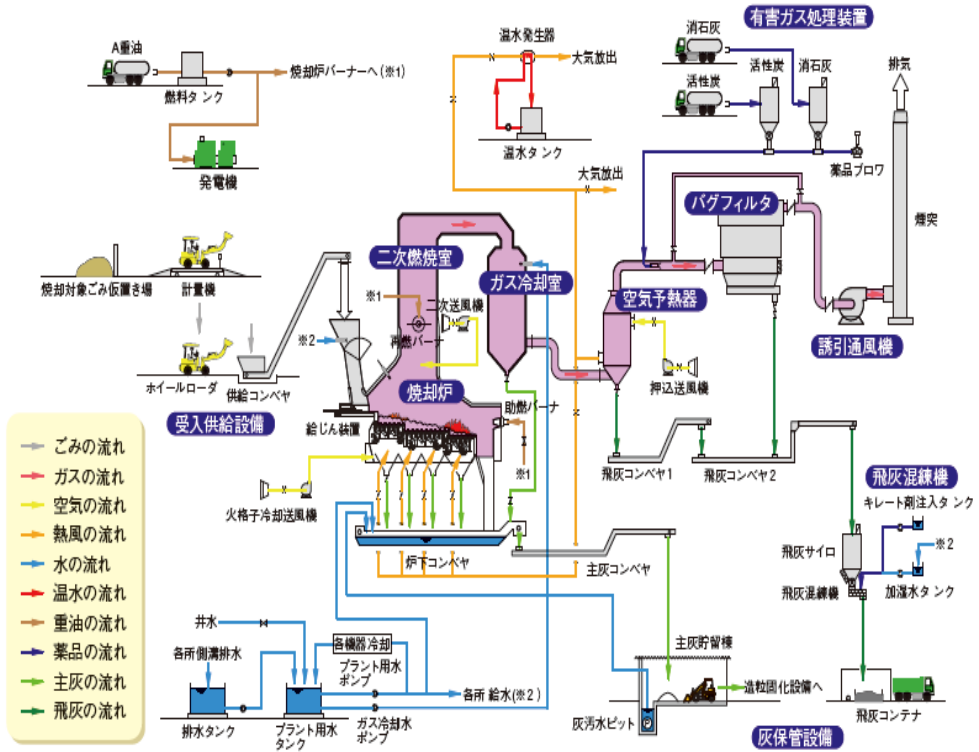 有害ガス処理装置
A重油
燃料タンク
焼却炉バーナーへ(※1)
発電機
温水発生器
大気放出
温水タンク
大気放出
消石灰
活性炭
消石灰
活性炭
薬品ブロワ
排気
煙突
バグフィルタ
誘引通風機
焼却対象ごみ仮置き場
計量機
ホイールローダ
供給コンベヤ
受入供給設備
※2
給じん装置
二次燃焼室
※1
二次送風機
再燃バーナ
焼却炉
助燃バーナ
※1
ガス冷却室
空気予熱器
押込送風機
火格子冷却送風機
炉下コンベヤ
主灰コンベヤ
飛灰コンベヤ1
飛灰コンベヤ2
飛灰混練機
キレート剤注入タンク
※2
飛灰サイロ
飛灰混練機
加湿水タンク
飛灰コンテナ
主灰貯留棟
造粒固化設備へ
灰汚水ピット
P
灰保管設備
井水
各所側溝排水
各機器冷却
プラント用水
ポンプ
各所 給水(※2)
排水タンク
プラント用水
タンク
ガス冷却水
ポンプ
ごみの流れ
ガスの流れ
空気の流れ
熱風の流れ
水の流れ
温水の流れ
重油の流れ
薬品の流れ
主灰の流れ
飛灰の流れ